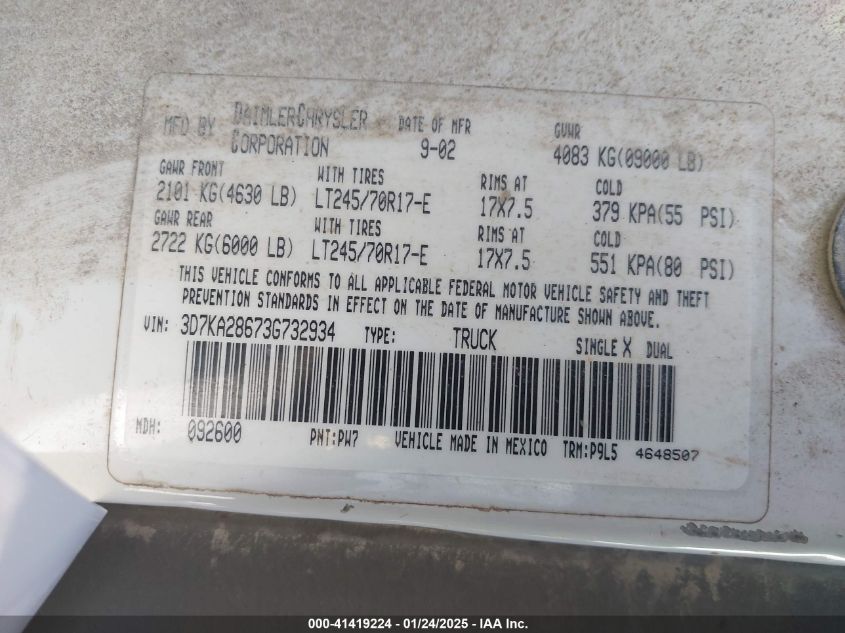 MFD BY DAIMLERCHRYSLER CORPORATION DATE OF MFR 9-02 GVWR 4083 KG(09000 LB)
GAWR FRONT WITH TIRES RIMS AT COLD
2101 KG(4630 LB) LT245/70R17-E 17X7.5 379 KPA(55 PSI)
GAWR REAR WITH TIRES RIMS AT COLD
2722 KG(6000 LB) LT245/70R17-E 17X7.5 551 KPA(80 PSI)
THIS VEHICLE CONFORMS TO ALL APPLICABLE FEDERAL MOTOR VEHICLE SAFETY AND THEFT
PREVENTION STANDARDS IN EFFECT ON THE DATE OF MANUFACTURE SHOWN ABOVE.
VIN: 3D7KA28673G732934 TYPE: TRUCK SINGLE X DUAL
MDH: 092600 PNT:PW7 VEHICLE MADE IN MEXICO TRM:P9L5 4648507
000-41419224 - 01/24/2025 - IAA Inc.